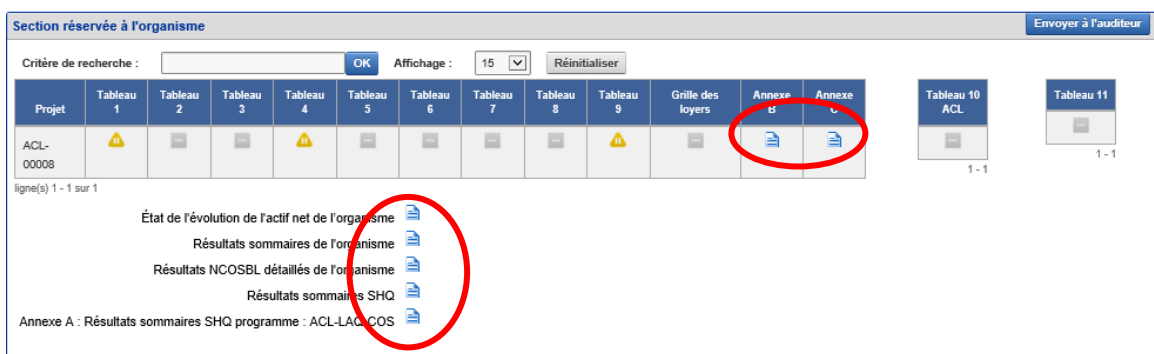 Section réservée à l'organisme
Envoyer à l'auditeur
Critère de recherche :
OK
Affichage :
15
Réinitialiser
Projet
Tableau 1
Tableau 2
Tableau 3
Tableau 4
Tableau 5
Tableau 6
Tableau 7
Tableau 8
Tableau 9
Grille des loyers
Annexe B
Annexe C
Tableau 10 ACL
Tableau 11
ACL-
00008
1 - 1
1 - 1
ligne(s) 1 - 1 sur 1
État de l'évolution de l'actif net de l'organisme
Résultats sommaires de l'organisme
Résultats NCOSBL détaillés de l'organisme
Résultats sommaires SHQ
Annexe A : Résultats sommaires SHQ programme : ACL-LAQ-COS